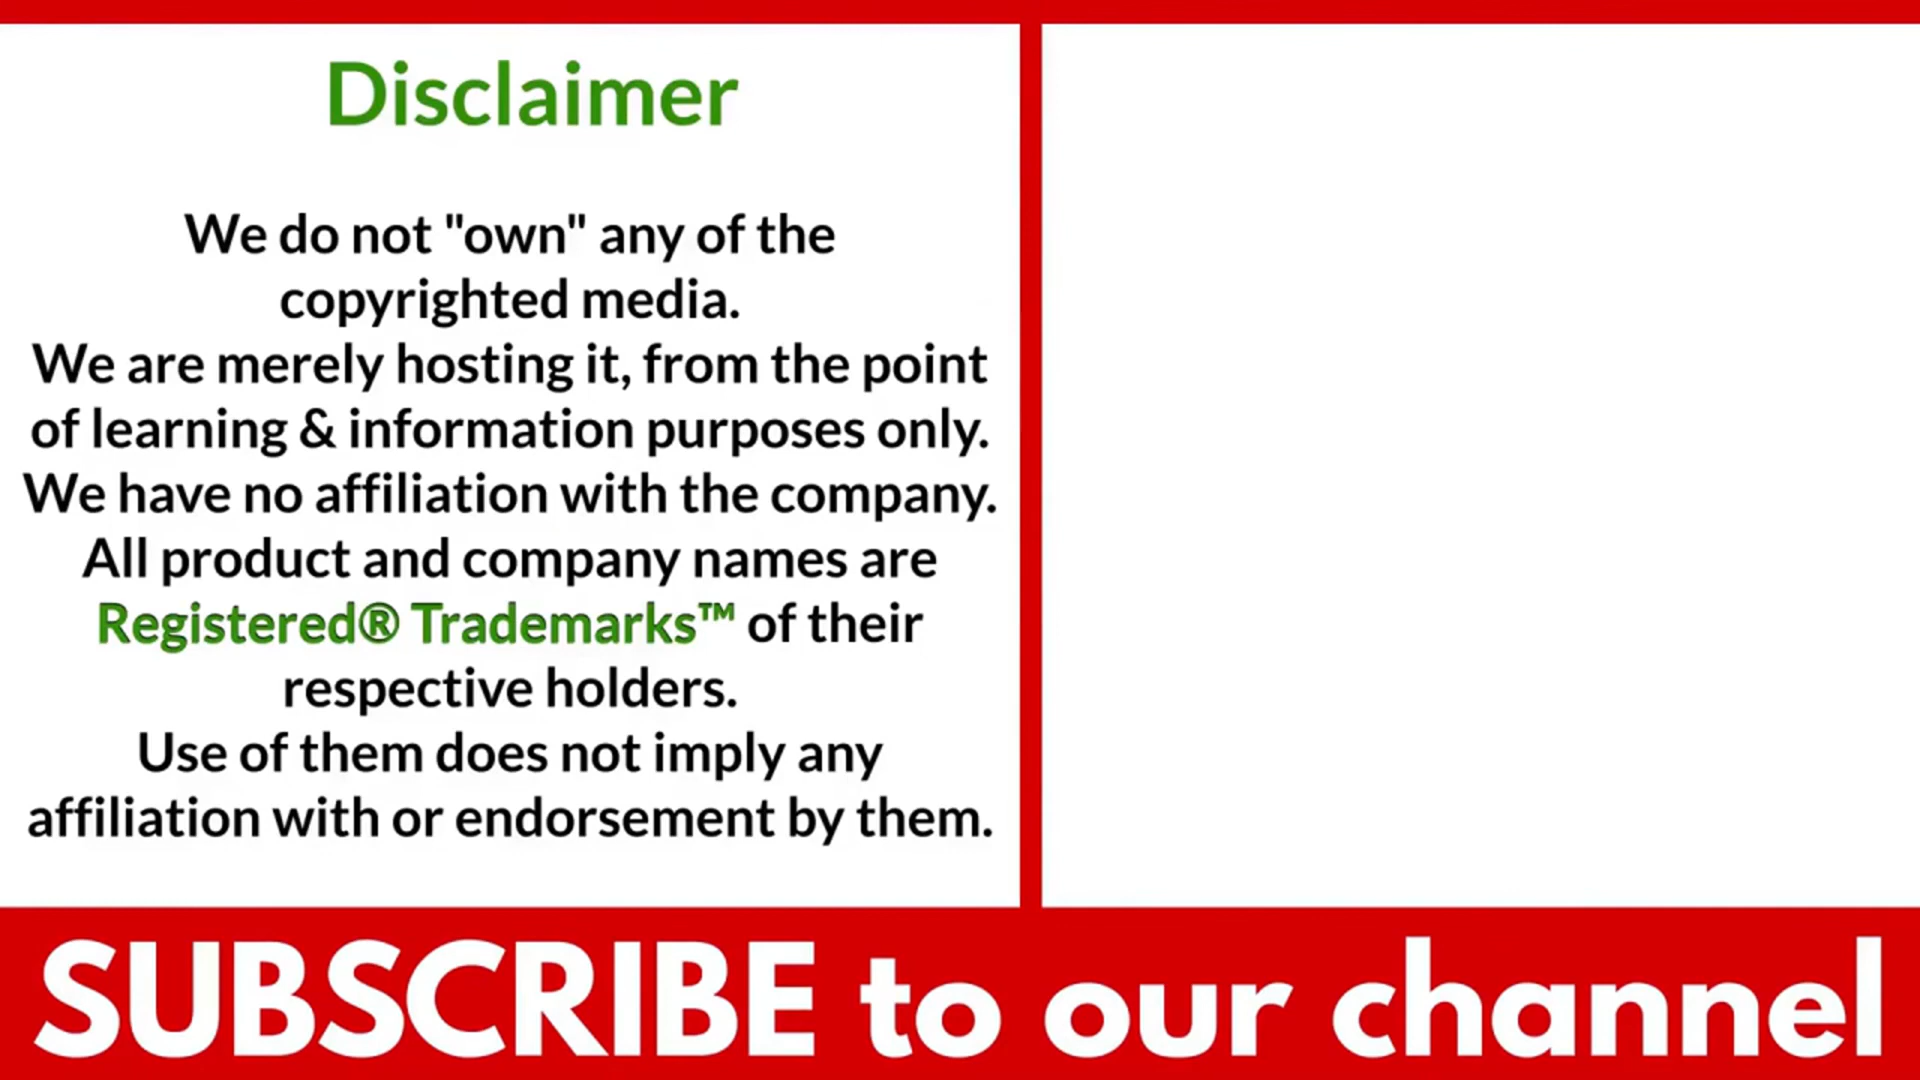 Disclaimer
We do not "own" any of the
copyrighted media.
We are merely hosting it, from the point
of learning & information purposes only.
We have no affiliation with the company.
All product and company names are
Registered® Trademarks™ of their
respective holders.
Use of them does not imply any
affiliation with or endorsement by them.
SUBSCRIBE to our channel